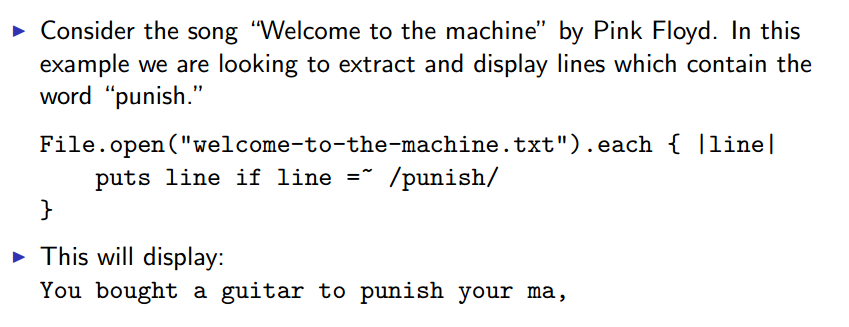 ▶ Consider the song “Welcome to the machine” by Pink Floyd. In this
example we are looking to extract and display lines which contain the
word “punish.”
File.open("welcome-to-the-machine.txt").each { |line|
    puts line if line =~ /punish/
}
▶ This will display:
You bought a guitar to punish your ma,